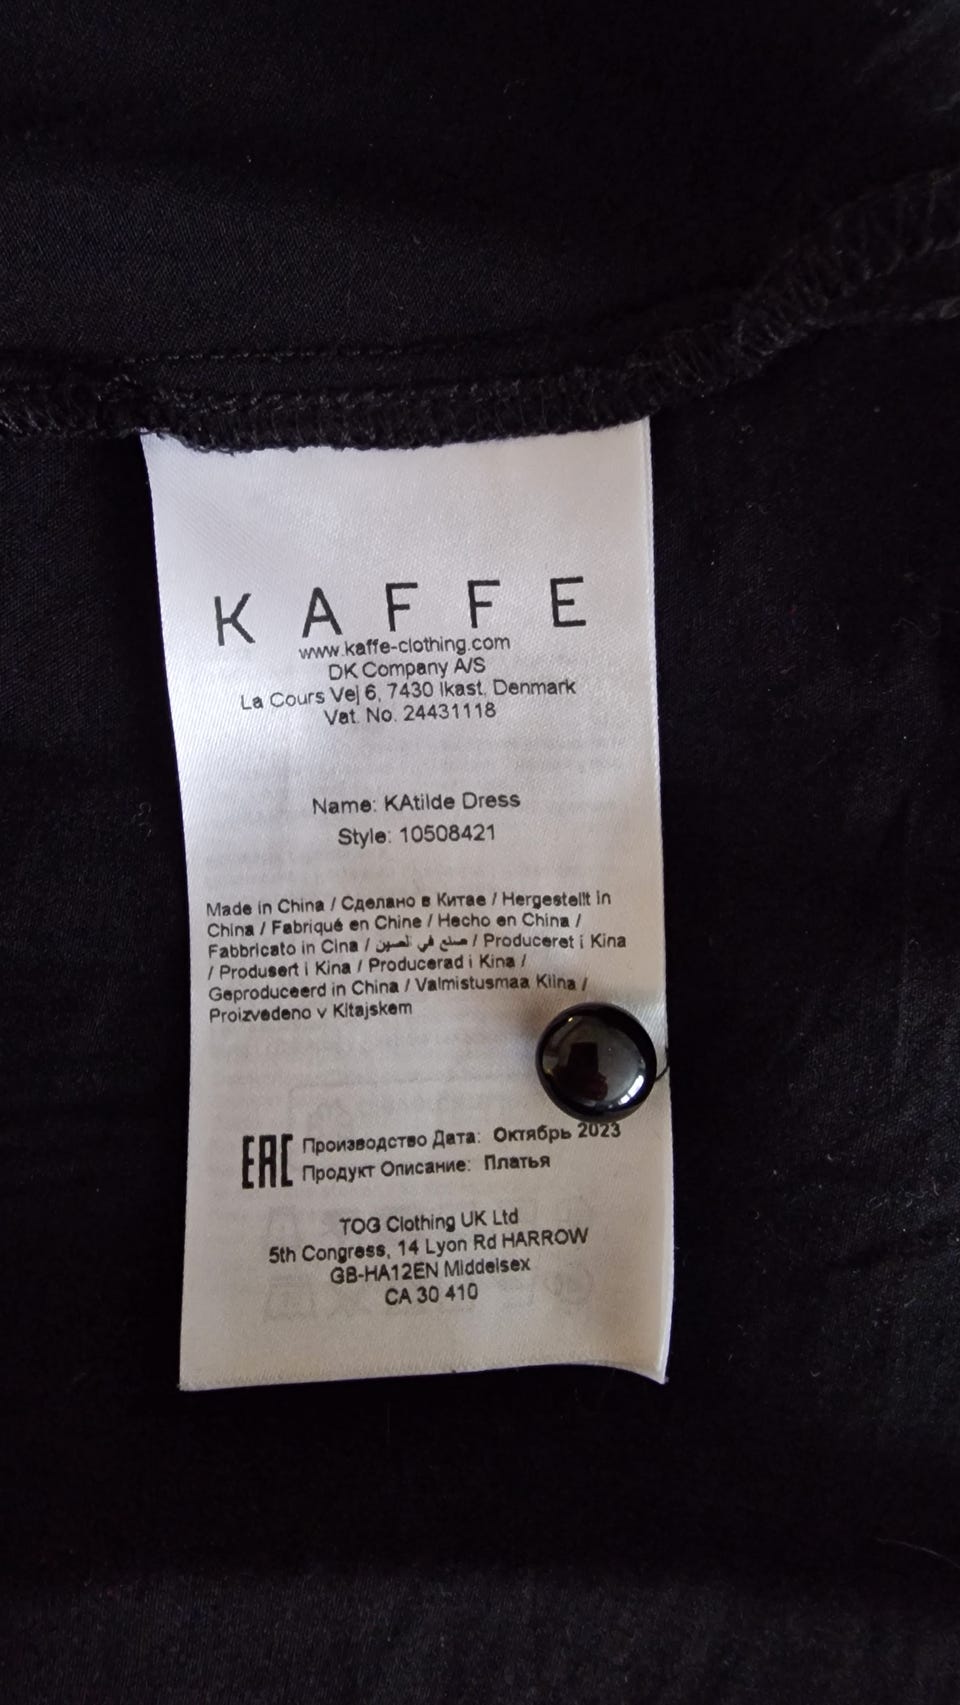 KAFFE
www.kaffe-clothing.com
DK Company A/S
La Cours Vej 6, 7430 Ikast, Denmark
Vat. No. 24431118
Name: KAtilde Dress
Style: 10508421
Made in China / Сделано в Китае / Hergestellt in
China / Fabriqué en Chine / Hecho en China /
Fabbricato in Cina / صنع في الصين / Produceret i Kina
/ Produsert i Kina / Producerad i Kina /
Geproduceerd in China / Valmistusmaa Kiina /
Proizvedeno v Kitajskem
EAC Производство Дата: Октябрь 2023
Продукт Описание: Платья
TOG Clothing UK Ltd
5th Congress, 14 Lyon Rd HARROW
GB-HA12EN Middelsex
CA 30 410